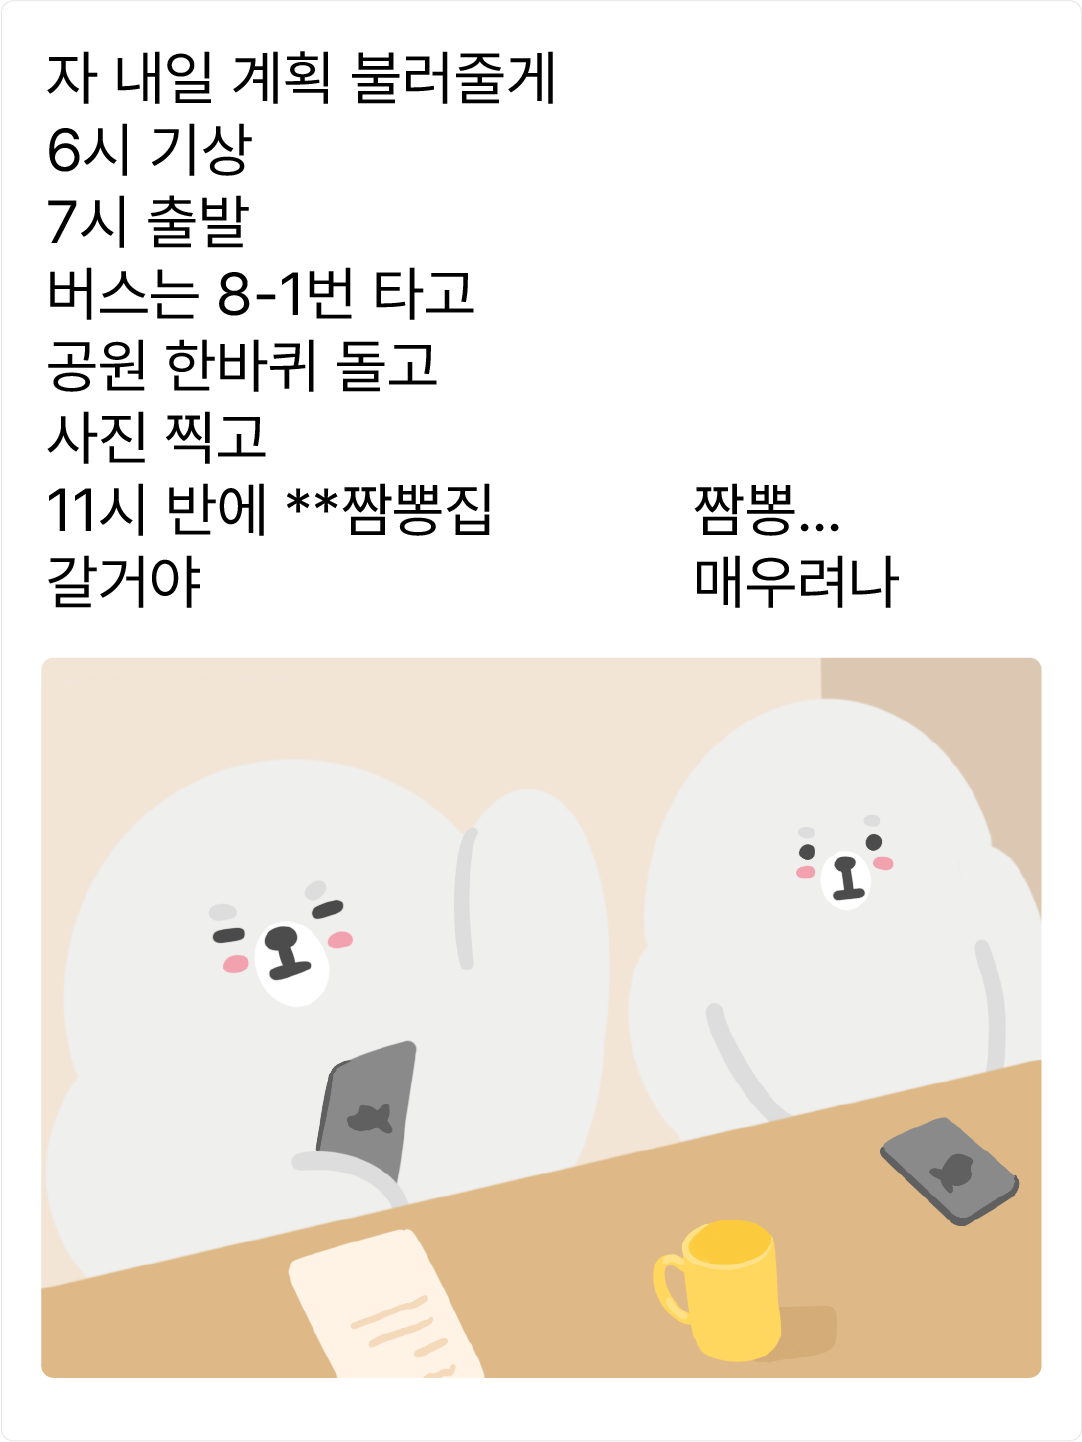 자 내일 계획 불러줄게
6시 기상
7시 출발
버스는 8-1번 타고
공원 한바퀴 돌고
사진 찍고
11시 반에 **짬뽕집
갈거야
짬뽕...
매우려나